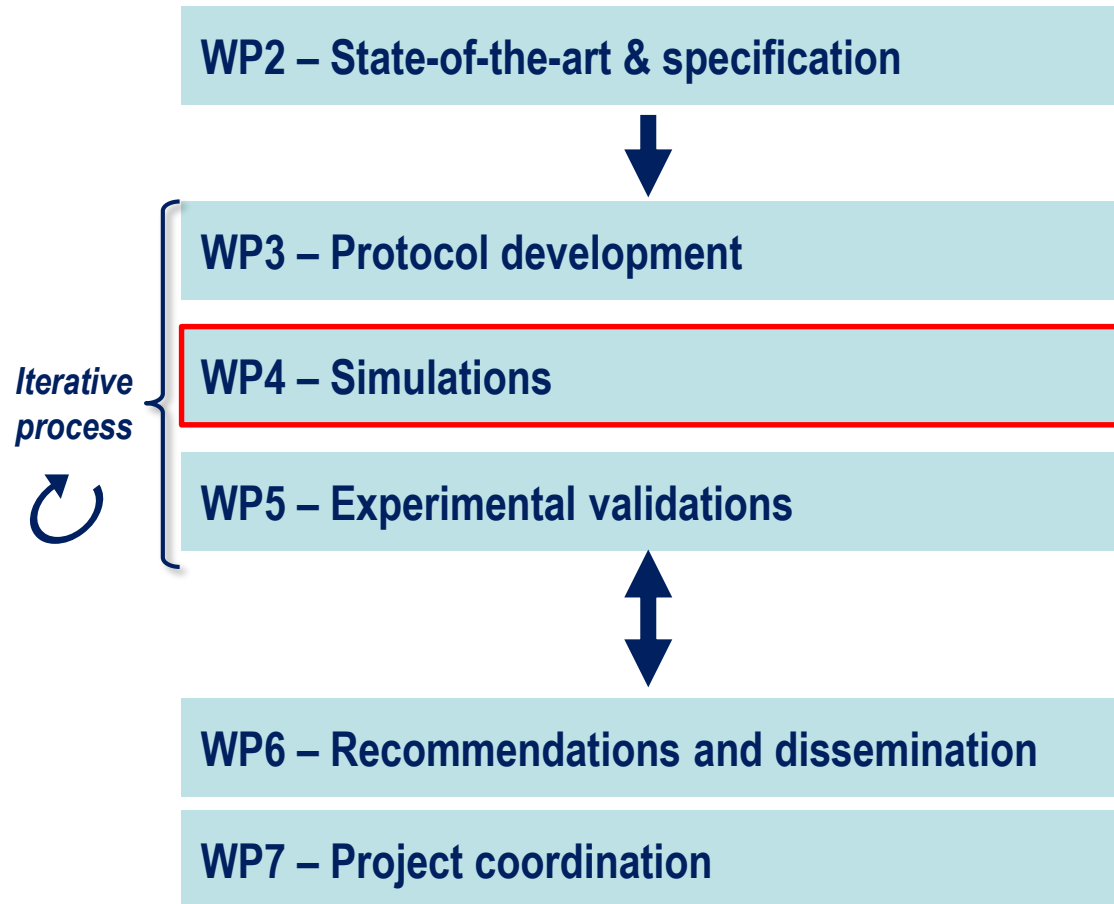 WP2 – State-of-the-art & specification
WP3 – Protocol development
WP4 – Simulations
Iterative
process
WP5 – Experimental validations
WP6 – Recommendations and dissemination
WP7 – Project coordination